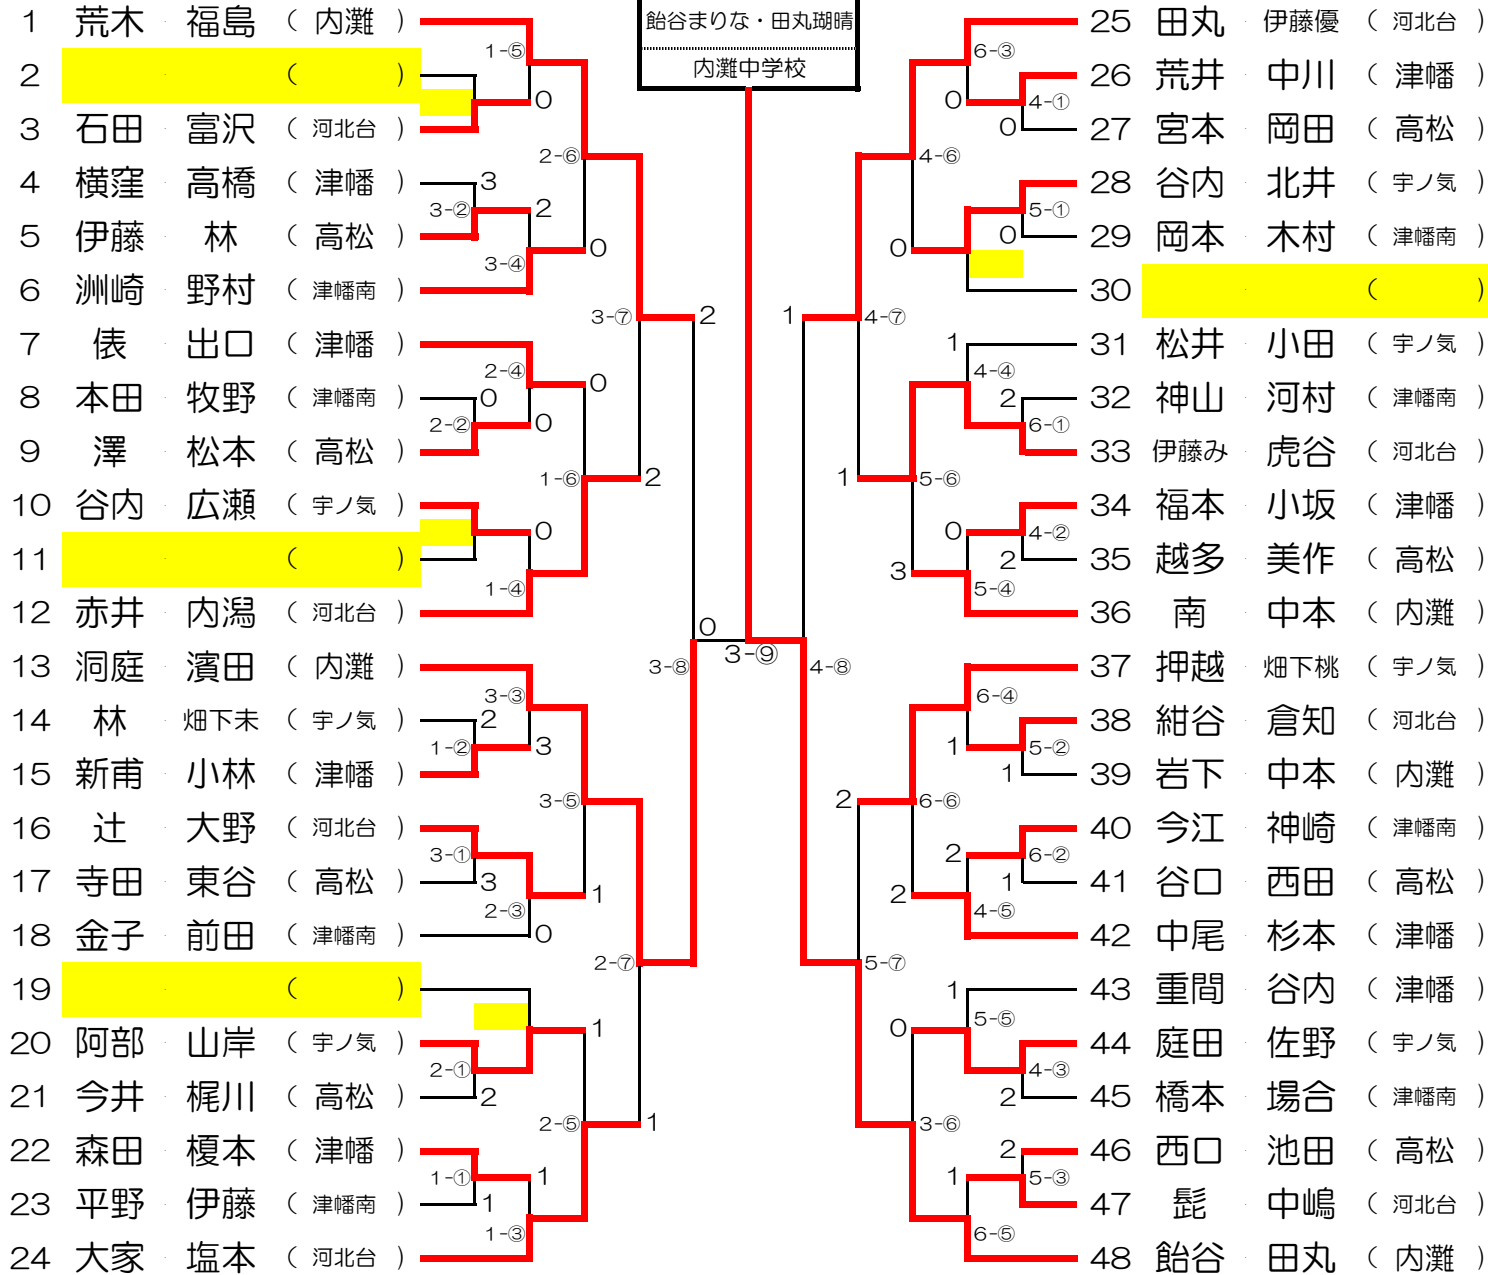 飴谷まりな・田丸瑚晴
内灘中学校
1 荒木 福島 ( 内灘 )
1-⑤
2 ( )
0
3 石田 富沢 ( 河北台 )
2-⑥
4 横窪 高橋 ( 津幡 ) 3
3-② 2
5 伊藤 林 ( 高松 )
0
3-④
6 洲崎 野村 ( 津幡南 )
3-⑦ 2
7 俵 出口 ( 津幡 )
2-④ 0
8 本田 牧野 ( 津幡南 ) 0
2-② 0
9 澤 松本 ( 高松 )
1-⑥ 2
10 谷内 広瀬 ( 宇ノ気 )
0
11 ( )
1-④
12 赤井 内潟 ( 河北台 )
0
3-⑨
3-⑧
13 洞庭 濱田 ( 内灘 )
3-③
14 林 畑下未 ( 宇ノ気 ) 2
1-② 3
15 新甫 小林 ( 津幡 )
3-⑤
16 辻 大野 ( 河北台 )
3-①
17 寺田 東谷 ( 高松 ) 3
1
2-③
18 金子 前田 ( 津幡南 ) 0
2-⑦
19 ( )
1
20 阿部 山岸 ( 宇ノ気 )
2-①
21 今井 梶川 ( 高松 ) 2
2-⑤ 1
22 森田 榎本 ( 津幡 )
1-① 1
23 平野 伊藤 ( 津幡南 ) 1
1-③
24 大家 塩本 ( 河北台 )
25 田丸 伊藤優 ( 河北台 )
6-③
26 荒井 中川 ( 津幡 )
0 4-①
27 宮本 岡田 ( 高松 )
0
4-⑥
28 谷内 北井 ( 宇ノ気 )
5-①
29 岡本 木村 ( 津幡南 )
0
0
30 ( )
1 4-⑦
31 松井 小田 ( 宇ノ気 )
1
4-④
32 神山 河村 ( 津幡南 )
2
6-①
33 伊藤み 虎谷 ( 河北台 )
1 5-⑥
34 福本 小坂 ( 津幡 )
0 4-②
35 越多 美作 ( 高松 )
2
3
5-④
36 南 中本 ( 内灘 )
4-⑧
37 押越 畑下桃 ( 宇ノ気 )
6-④
38 紺谷 倉知 ( 河北台 )
1 5-②
39 岩下 中本 ( 内灘 )
1
2 6-⑥
40 今江 神崎 ( 津幡南 )
2 6-②
41 谷口 西田 ( 高松 )
1
2
4-⑤
42 中尾 杉本 ( 津幡 )
5-⑦
43 重間 谷内 ( 津幡 )
1
5-⑤
0
44 庭田 佐野 ( 宇ノ気 )
4-③
45 橋本 場合 ( 津幡南 )
2
3-⑥
46 西口 池田 ( 高松 )
2
1 5-③
47 髭 中嶋 ( 河北台 )
6-⑤
48 飴谷 田丸 ( 内灘 )